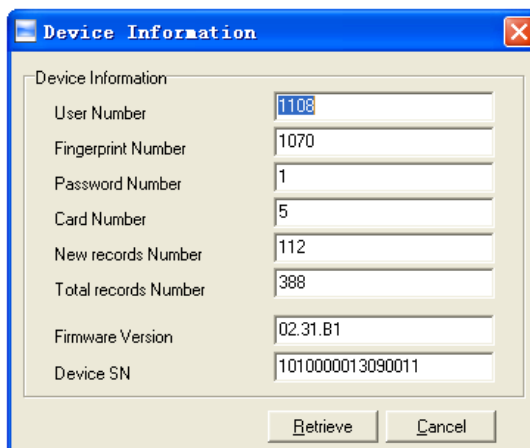 Device Information
Device Information
User Number 1108
Fingerprint Number 1070
Password Number 1
Card Number 5
New records Number 112
Total records Number 388
Firmware Version 02.31.B1
Device SN 1010000013090011
Retrieve Cancel